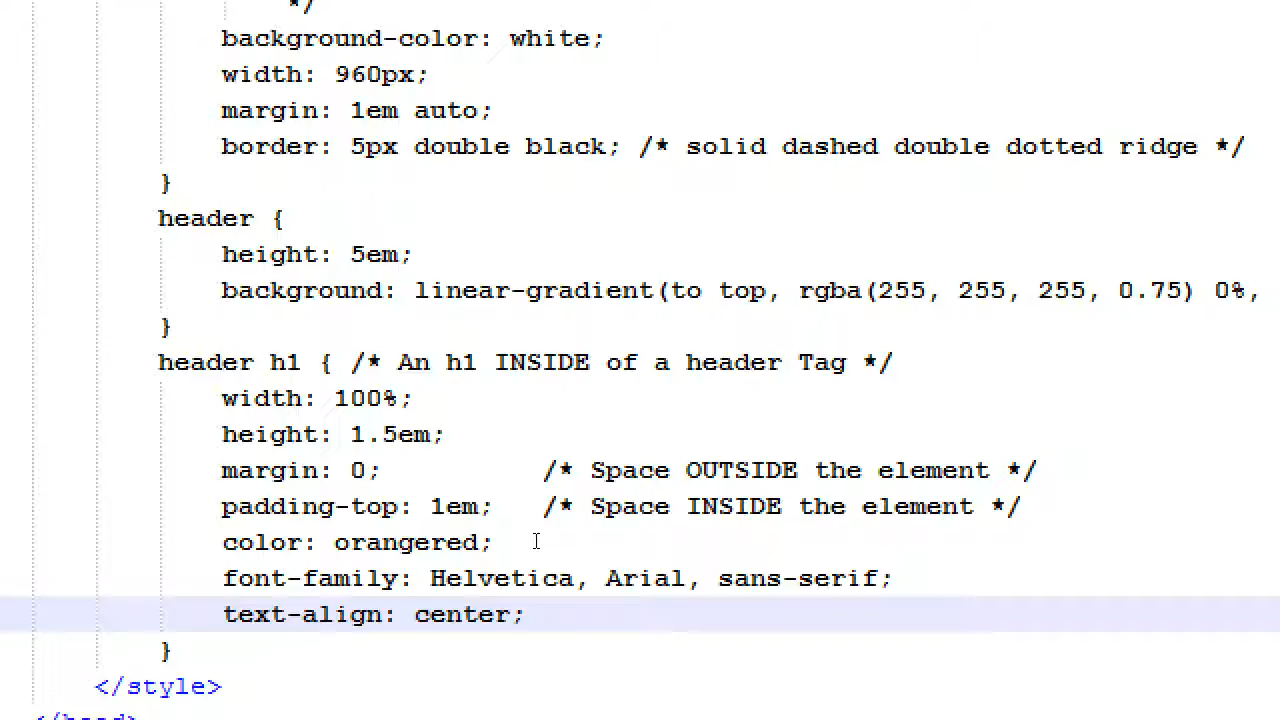 */
background-color: white;
width: 960px;
margin: 1em auto;
border: 5px double black; /* solid dashed double dotted ridge */
}
header {
height: 5em;
background: linear-gradient(to top, rgba(255, 255, 255, 0.75) 0%,
}
header h1 { /* An h1 INSIDE of a header Tag */
width: 100%;
height: 1.5em;
margin: 0; /* Space OUTSIDE the element */
padding-top: 1em; /* Space INSIDE the element */
color: orangered;
font-family: Helvetica, Arial, sans-serif;
text-align: center;
}
</style>
</head>